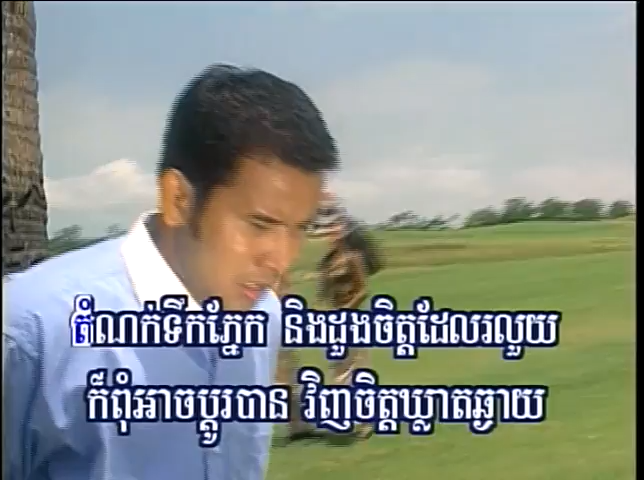 តំណក់ទឹកភ្នែក និងដួងចិត្តដែលរលួយ
ក៏ពុំអាចប្ដូរបាន វិញចិត្តឃ្លាតឆ្ងាយ